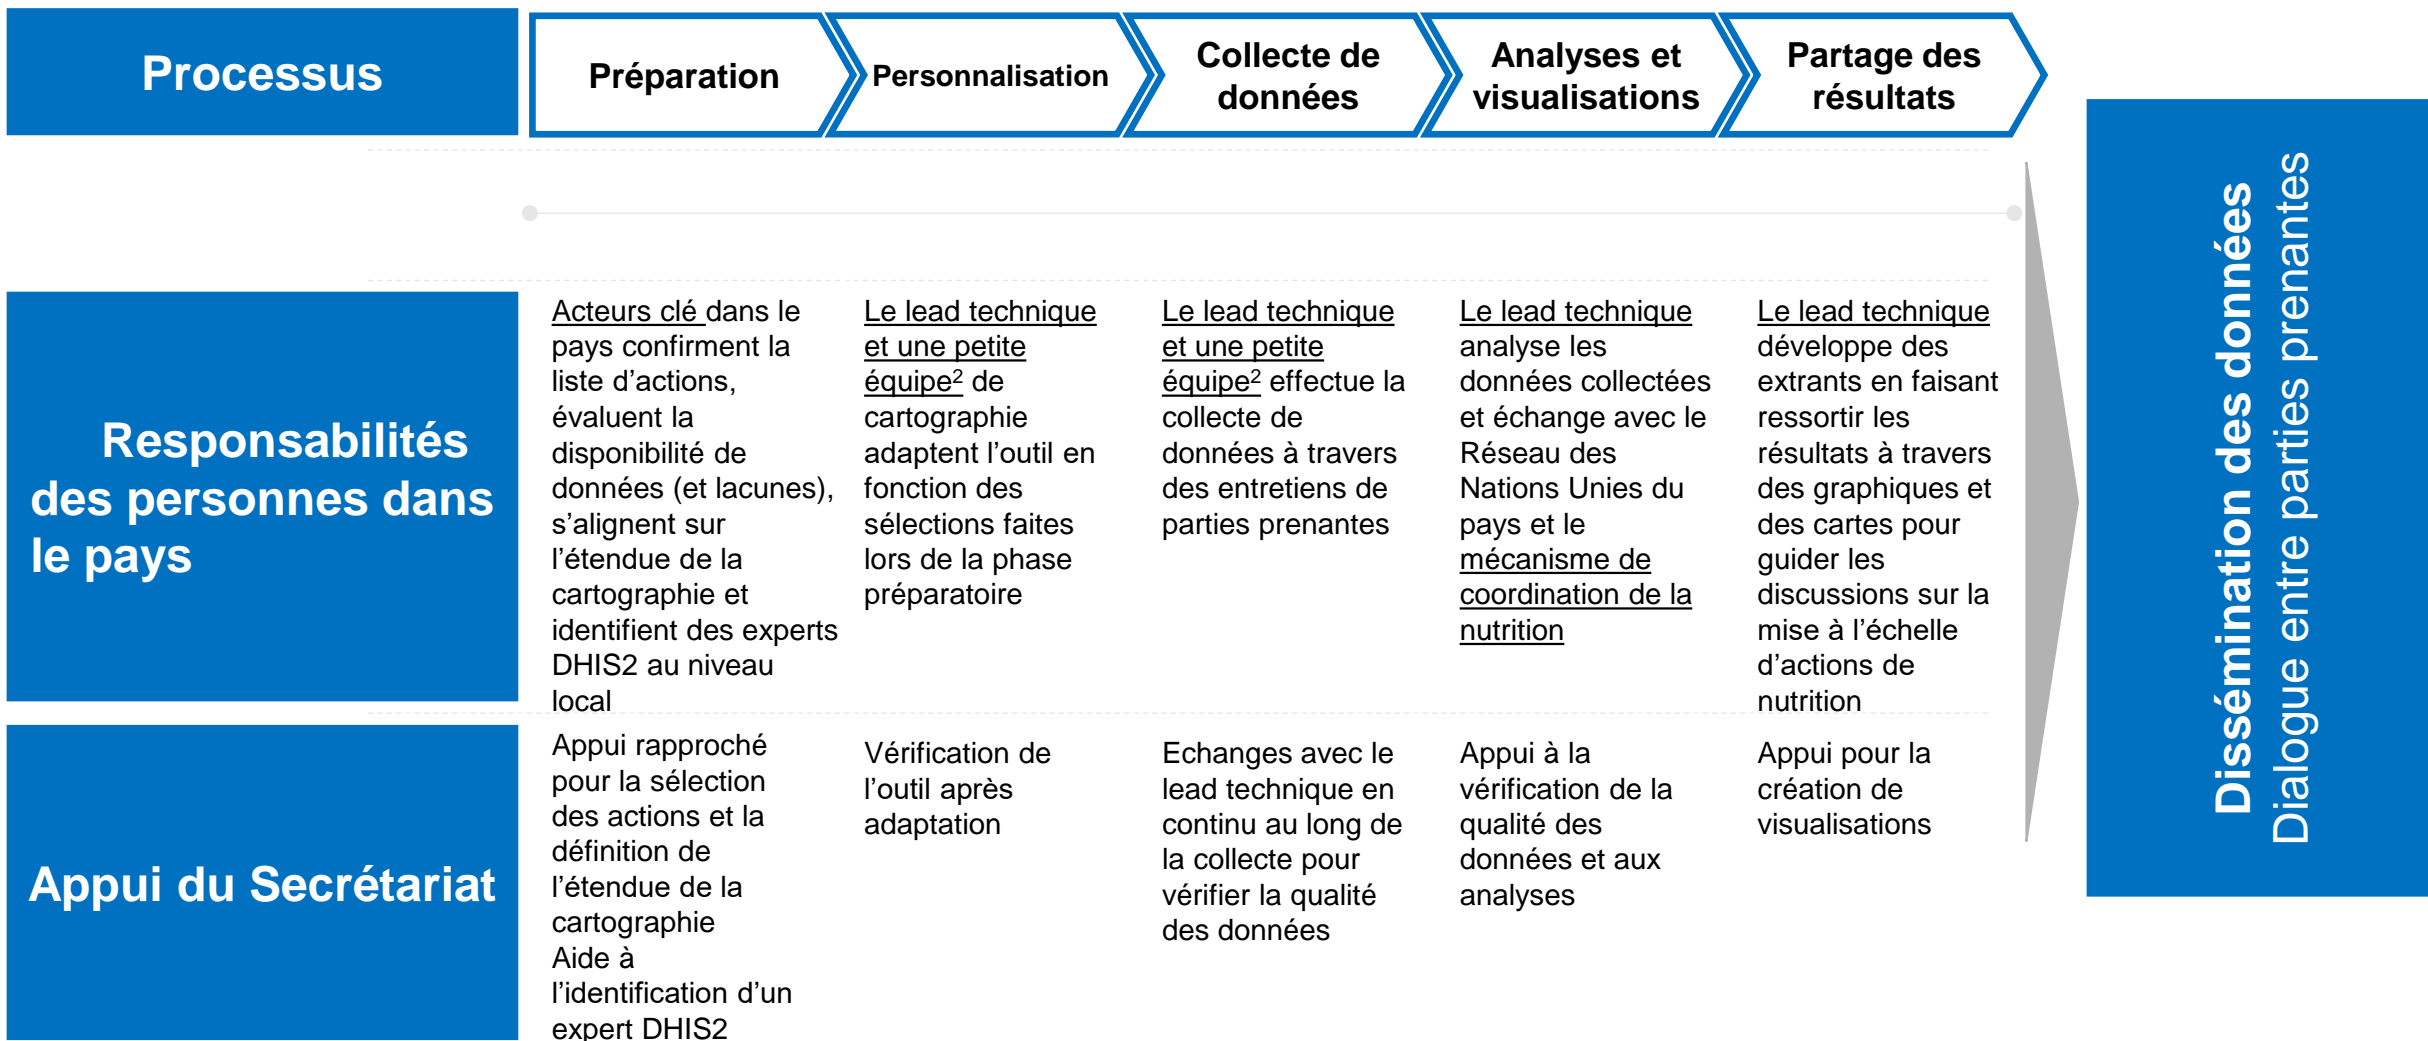 Processus
Préparation
Personnalisation
Collecte de
données
Analyses et
visualisations
Partage des
résultats
Responsabilités
des personnes dans
le pays
Acteurs clé dans le
pays confirment la
liste d’actions,
évaluent la
disponibilité de
données (et lacunes),
s’alignent sur
l’étendue de la
cartographie et
identifient des experts
DHIS2 au niveau
local
Le lead technique
et une petite
équipe² de
cartographie
adaptent l’outil en
fonction des
sélections faites
lors de la phase
préparatoire
Le lead technique
et une petite
équipe² effectue la
collecte de
données à travers
des entretiens de
parties prenantes
Le lead technique
analyse les
données collectées
et échange avec le
Réseau des
Nations Unies du
pays et le
mécanisme de
coordination de la
nutrition
Le lead technique
développe des
extrants en faisant
ressortir les
résultats à travers
des graphiques et
des cartes pour
guider les
discussions sur la
mise à l’échelle
d’actions de
nutrition
Appui du Secrétariat
Appui rapproché
pour la sélection
des actions et la
définition de
l’étendue de la
cartographie
Aide à
l’identification d’un
expert DHIS2
Vérification de
l’outil après
adaptation
Echanges avec le
lead technique en
continu au long de
la collecte pour
vérifier la qualité
des données
Appui à la
vérification de la
qualité des
données et aux
analyses
Appui pour la
création de
visualisations
Dissémination des données
Dialogue entre parties prenantes